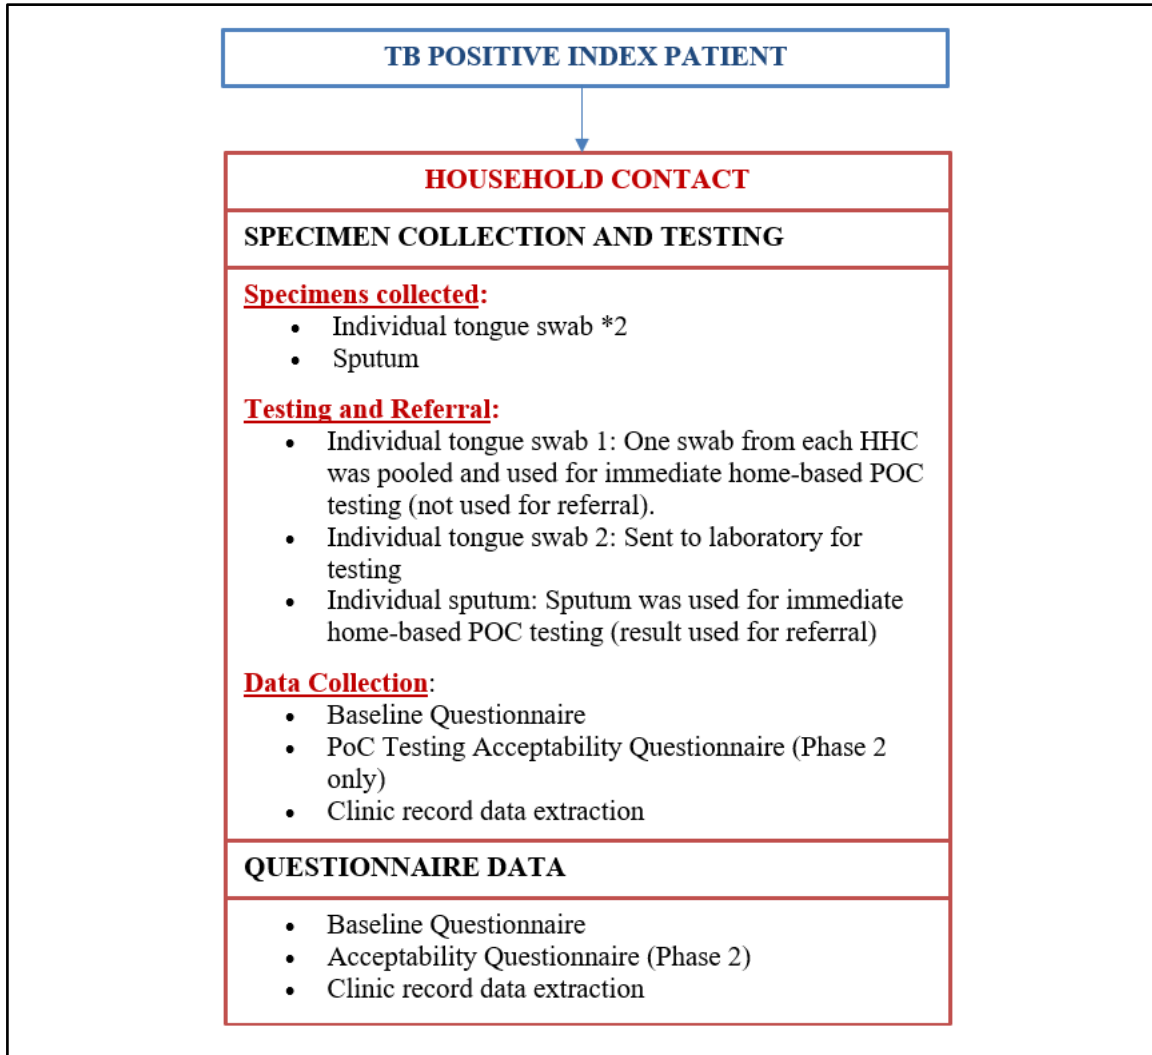 TB POSITIVE INDEX PATIENT
HOUSEHOLD CONTACT
SPECIMEN COLLECTION AND TESTING
Specimens collected:
• Individual tongue swab *2
• Sputum
Testing and Referral:
• Individual tongue swab 1: One swab from each HHC
was pooled and used for immediate home-based POC
testing (not used for referral).
• Individual tongue swab 2: Sent to laboratory for
testing
• Individual sputum: Sputum was used for immediate
home-based POC testing (result used for referral)
Data Collection:
• Baseline Questionnaire
• PoC Testing Acceptability Questionnaire (Phase 2
only)
• Clinic record data extraction
QUESTIONNAIRE DATA
• Baseline Questionnaire
• Acceptability Questionnaire (Phase 2)
• Clinic record data extraction